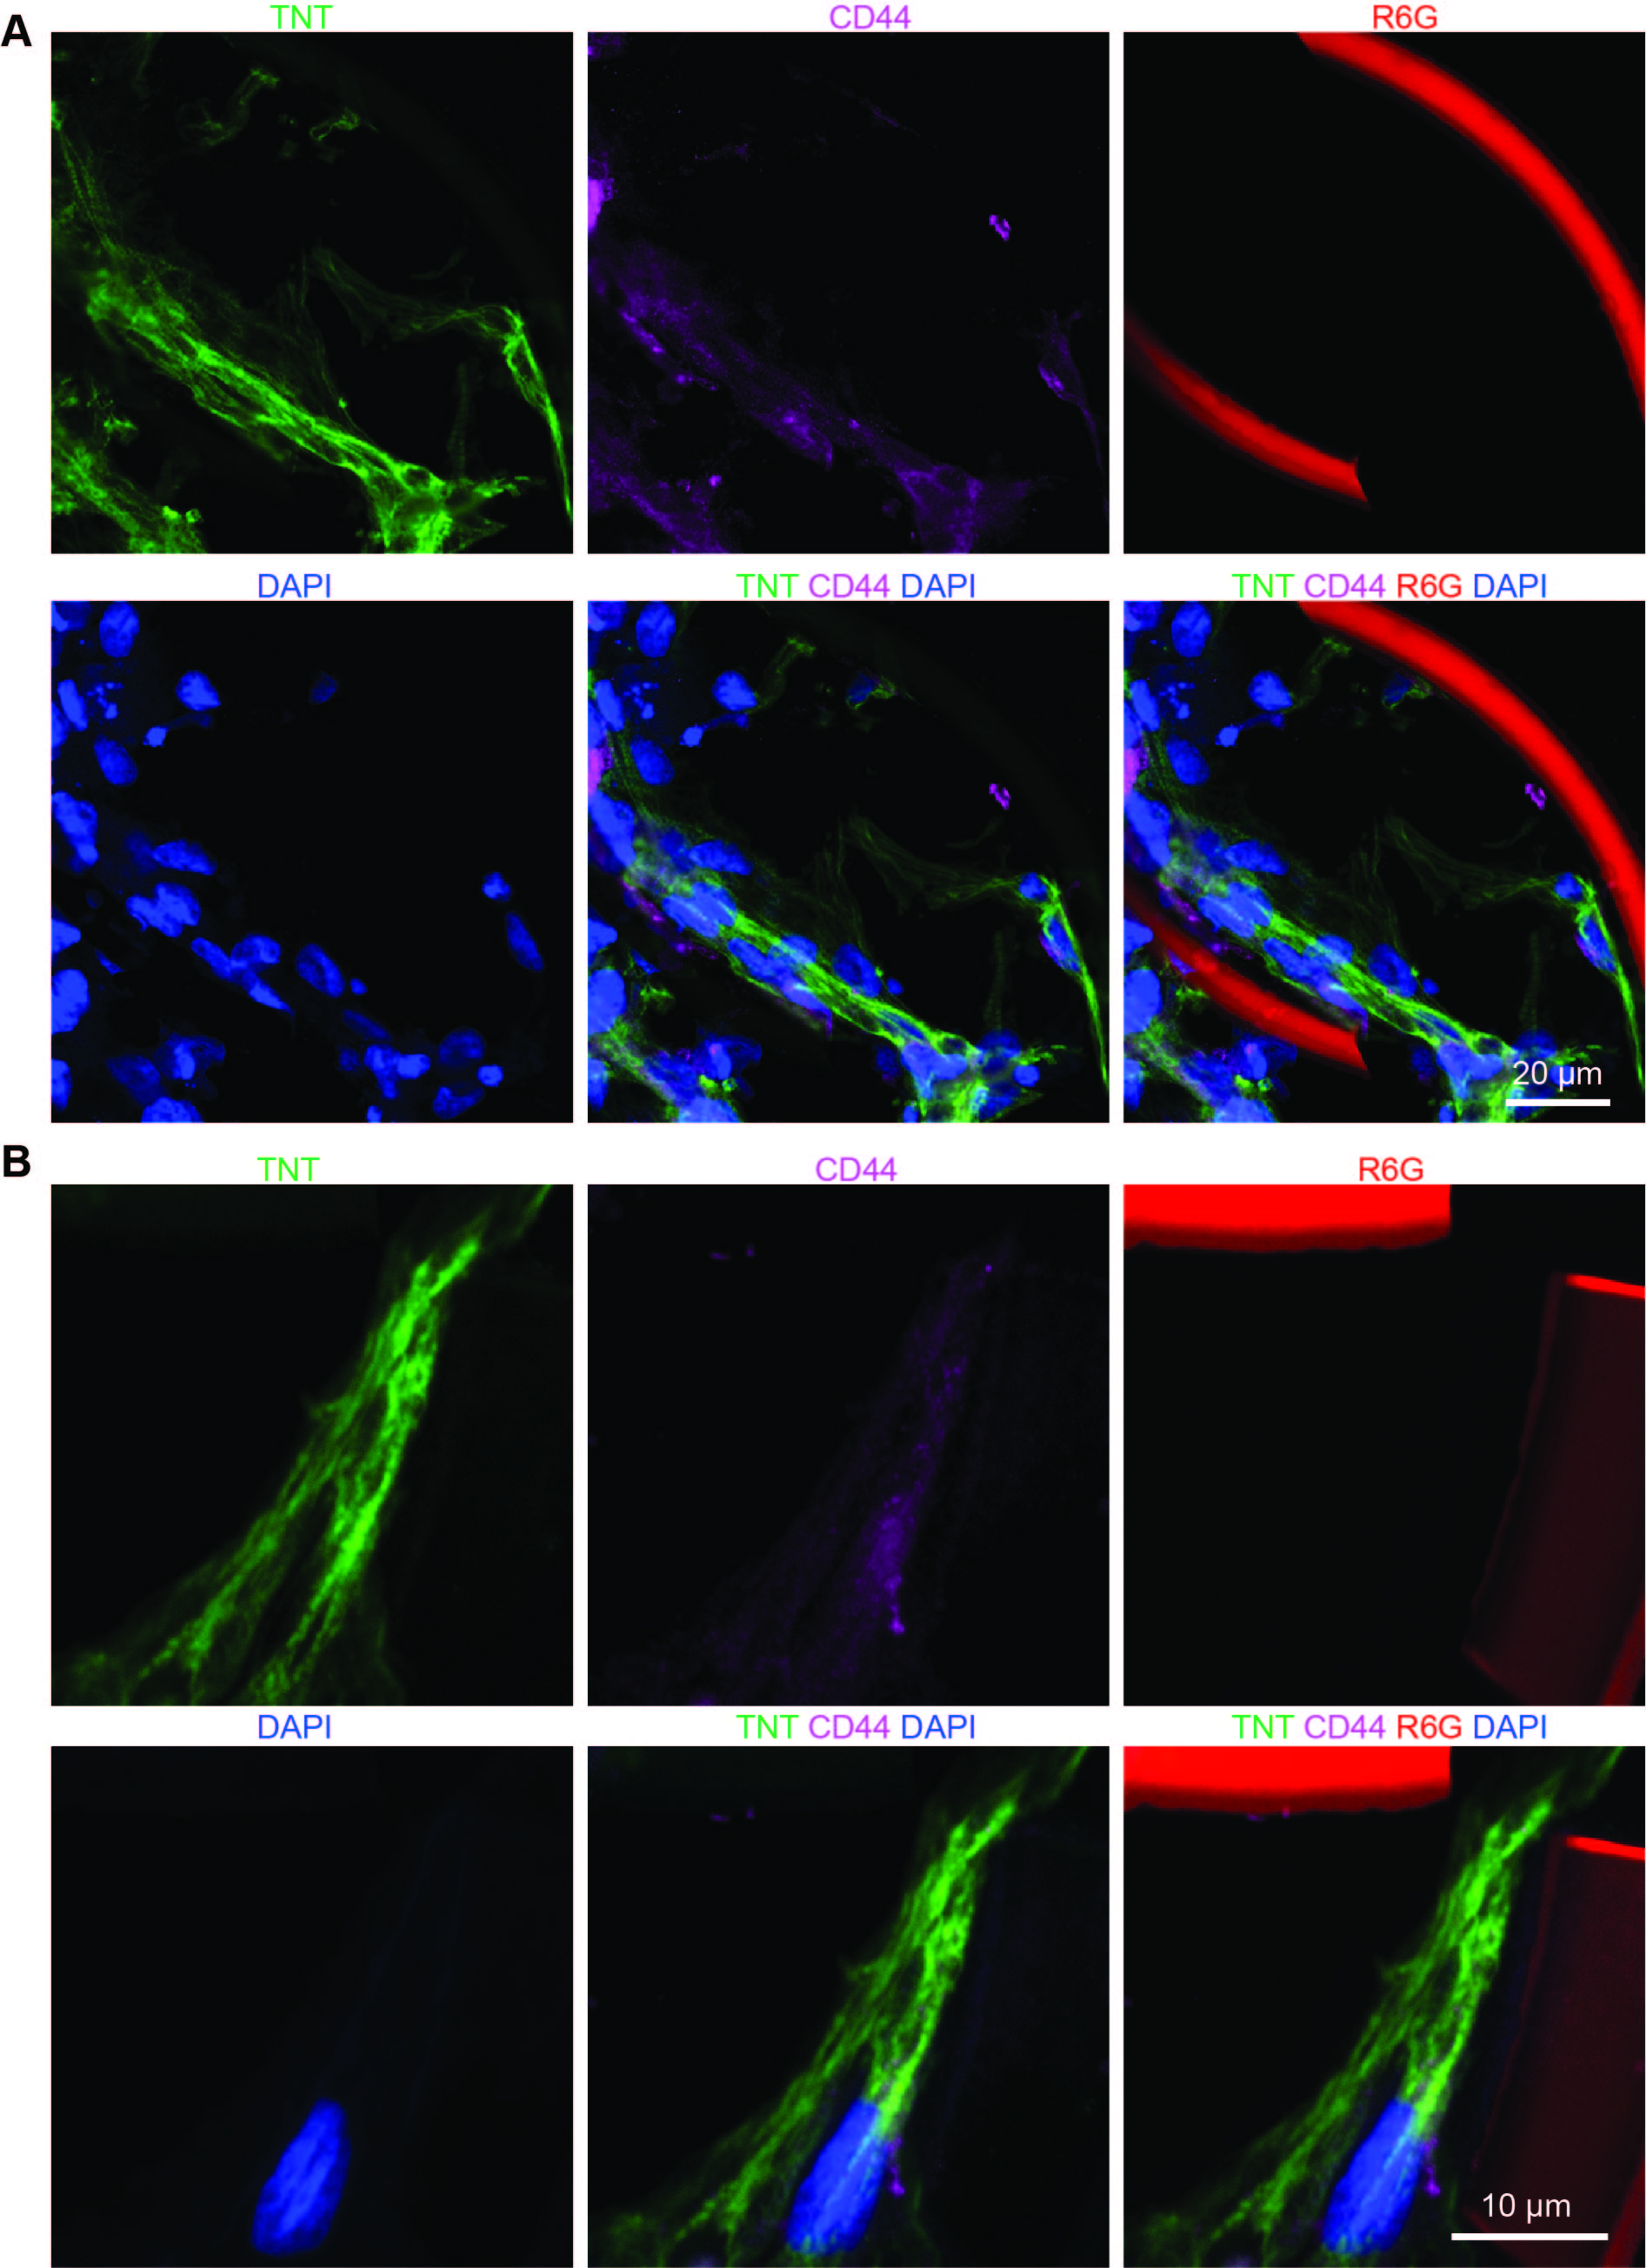 A
TNT CD44 R6G
DAPI TNT CD44 DAPI TNT CD44 R6G DAPI
20 µm
B
TNT CD44 R6G
DAPI TNT CD44 DAPI TNT CD44 R6G DAPI
10 µm